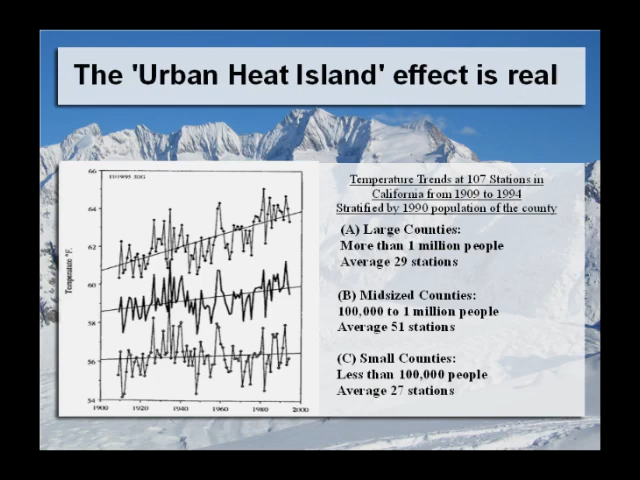 The 'Urban Heat Island' effect is real
66
64
62
60
58
56
54
Temperature °F.
1900
1920
1940
1960
1980
2000
Temperature Trends at 107 Stations in
California from 1909 to 1994
Stratified by 1990 population of the county
(A) Large Counties:
More than 1 million people
Average 29 stations
(B) Midsized Counties:
100,000 to 1 million people
Average 51 stations
(C) Small Counties:
Less than 100,000 people
Average 27 stations